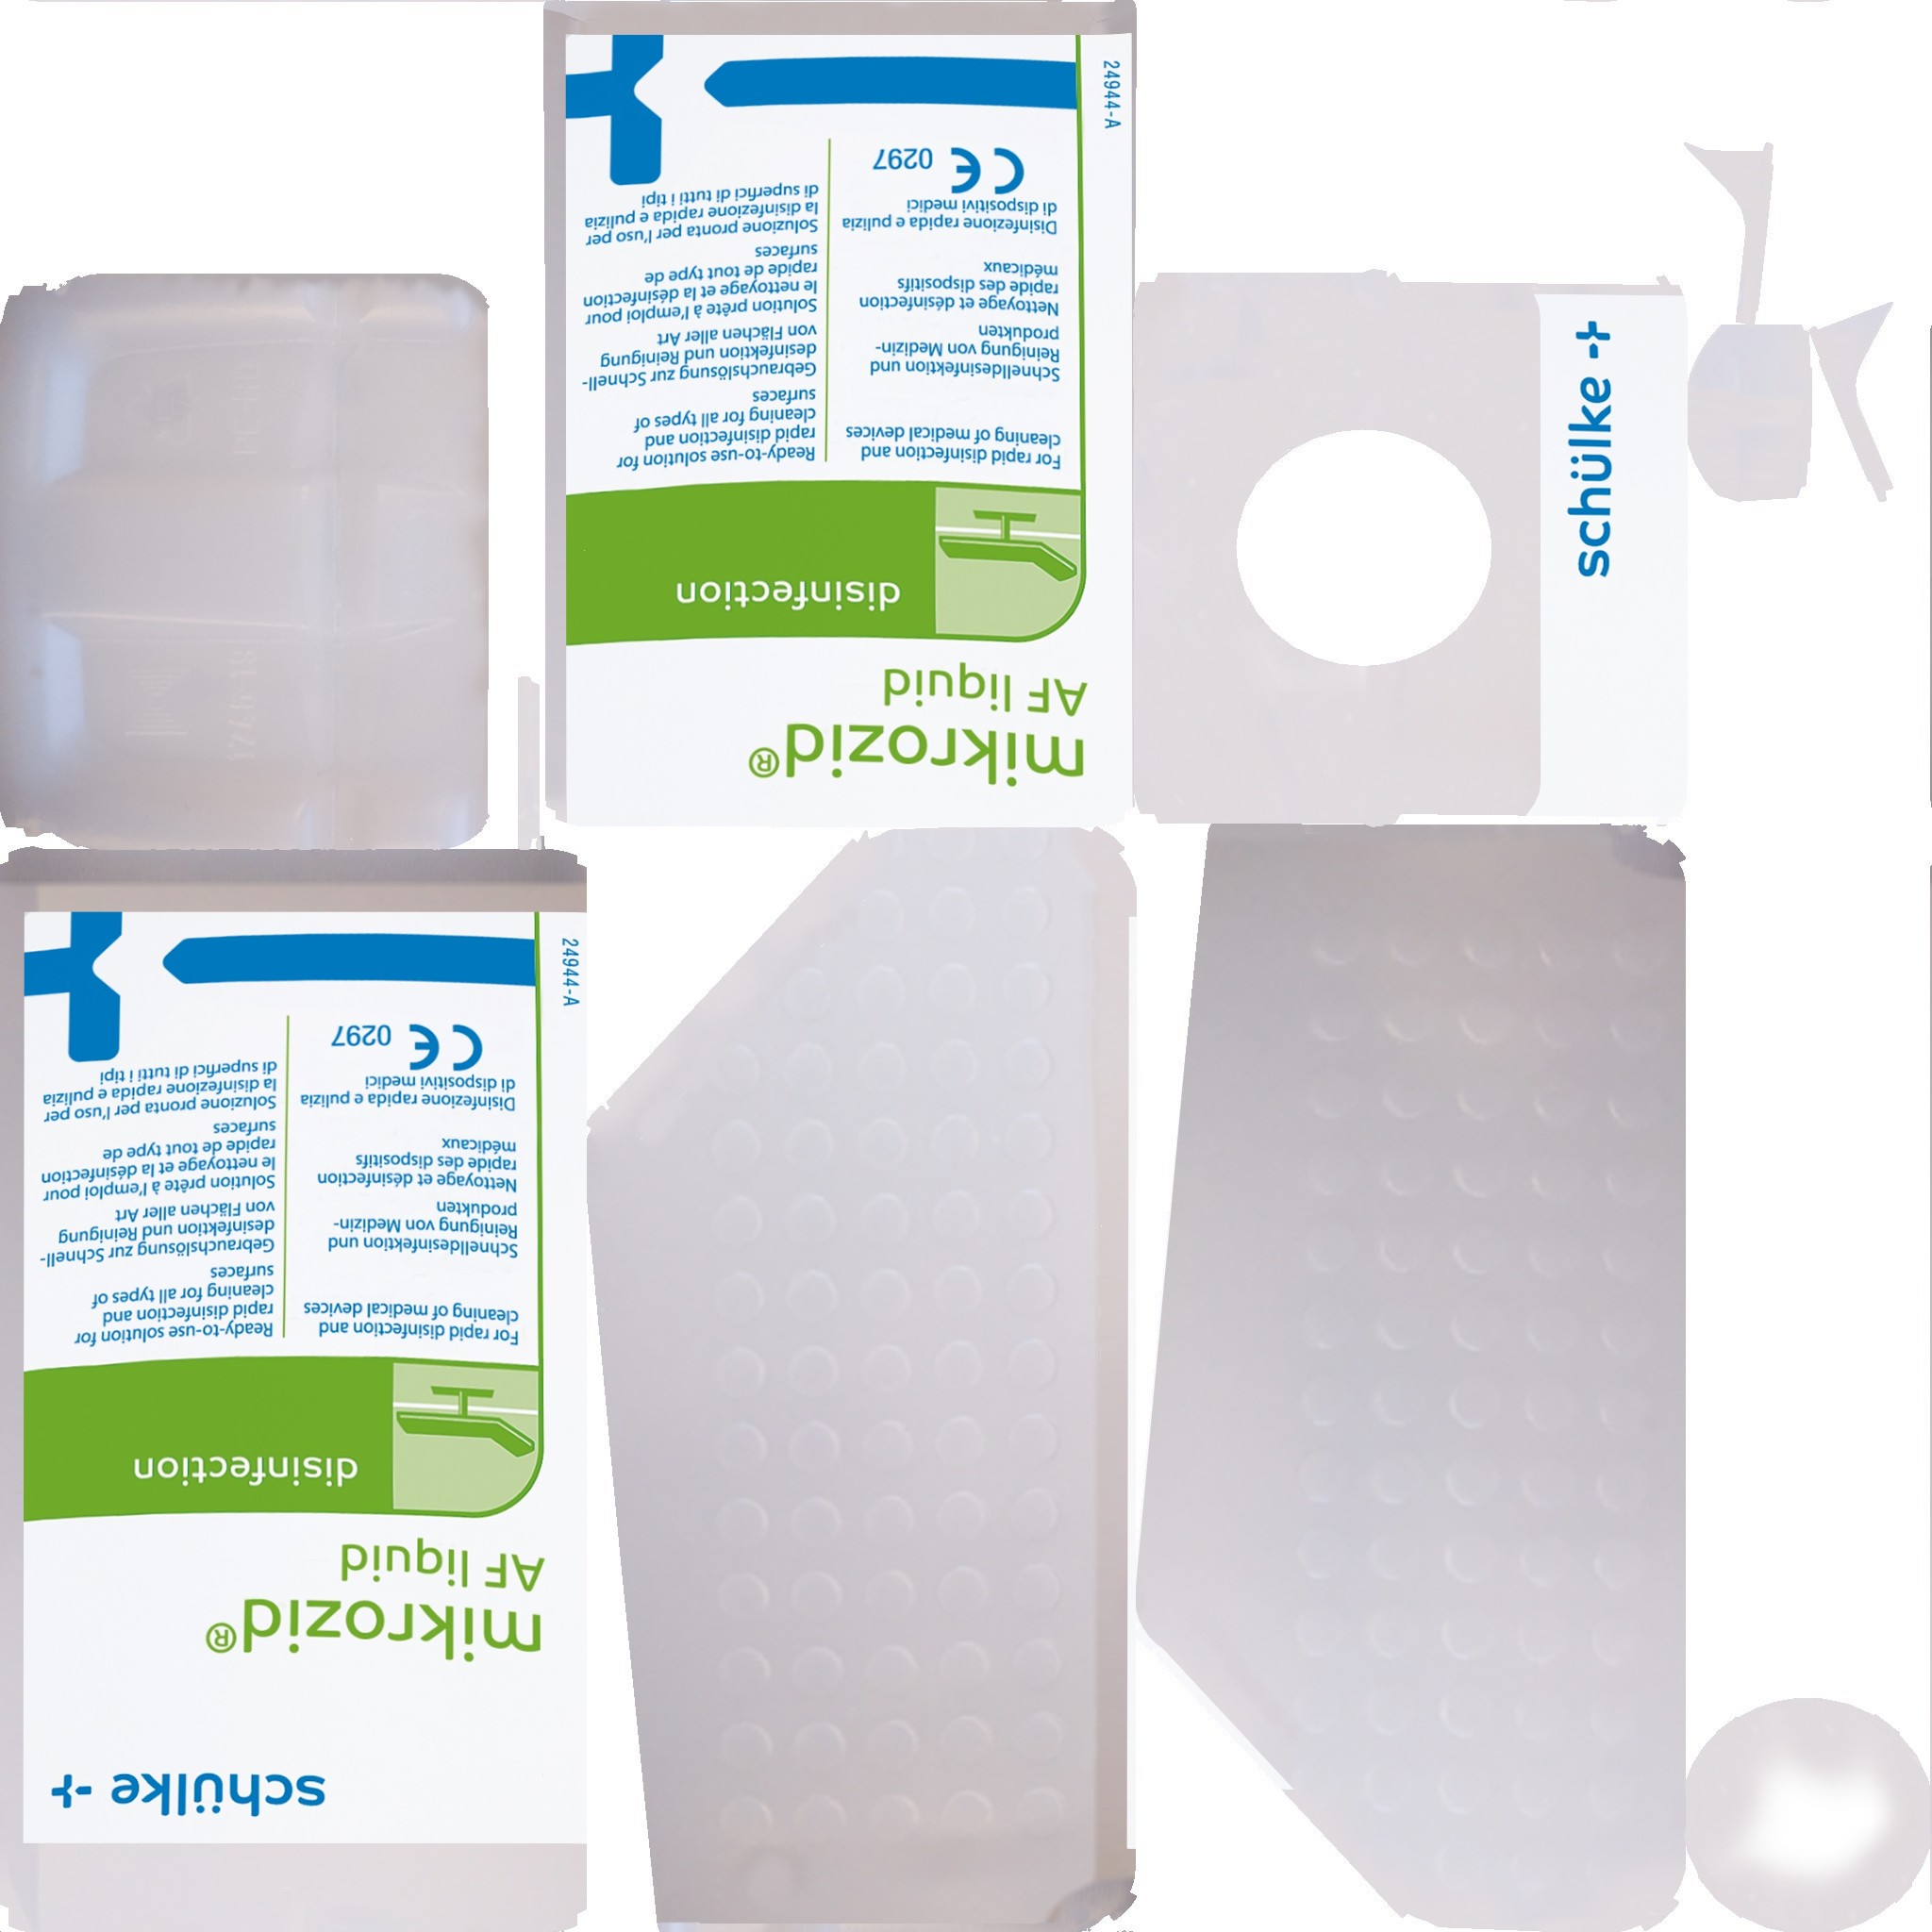 schülke
mikrozid®
AF liquid
disinfection
For rapid disinfection and
cleaning of medical devices
Schnelldesinfektion und
Reinigung von Medizin-
produkten
Nettoyage et désinfection
rapide des dispositifs
médicaux
Disinfezione rapida e pulizia
di dispositivi medici
CE 0297
Ready-to-use solution for
rapid disinfection and
cleaning for all types of
surfaces
Gebrauchslösung zur Schnell-
desinfektion und Reinigung
von Flächen aller Art
Solution prête à l'emploi pour
le nettoyage et la désinfection
rapide de tout type de
surfaces
Soluzione pronta per l'uso per
la disinfezione rapida e pulizia
di superfici di tutti i tipi
24944-A
mikrozid®
AF liquid
disinfection
For rapid disinfection and
cleaning of medical devices
Schnelldesinfektion und
Reinigung von Medizin-
produkten
Nettoyage et désinfection
rapide des dispositifs
médicaux
Disinfezione rapida e pulizia
di dispositivi medici
CE 0297
Ready-to-use solution for
rapid disinfection and
cleaning for all types of
surfaces
Gebrauchslösung zur Schnell-
desinfektion und Reinigung
von Flächen aller Art
Solution prête à l'emploi pour
le nettoyage et la désinfection
rapide de tout type de
surfaces
Soluzione pronta per l'uso per
la disinfezione rapida e pulizia
di superfici di tutti i tipi
24944-A
schülke